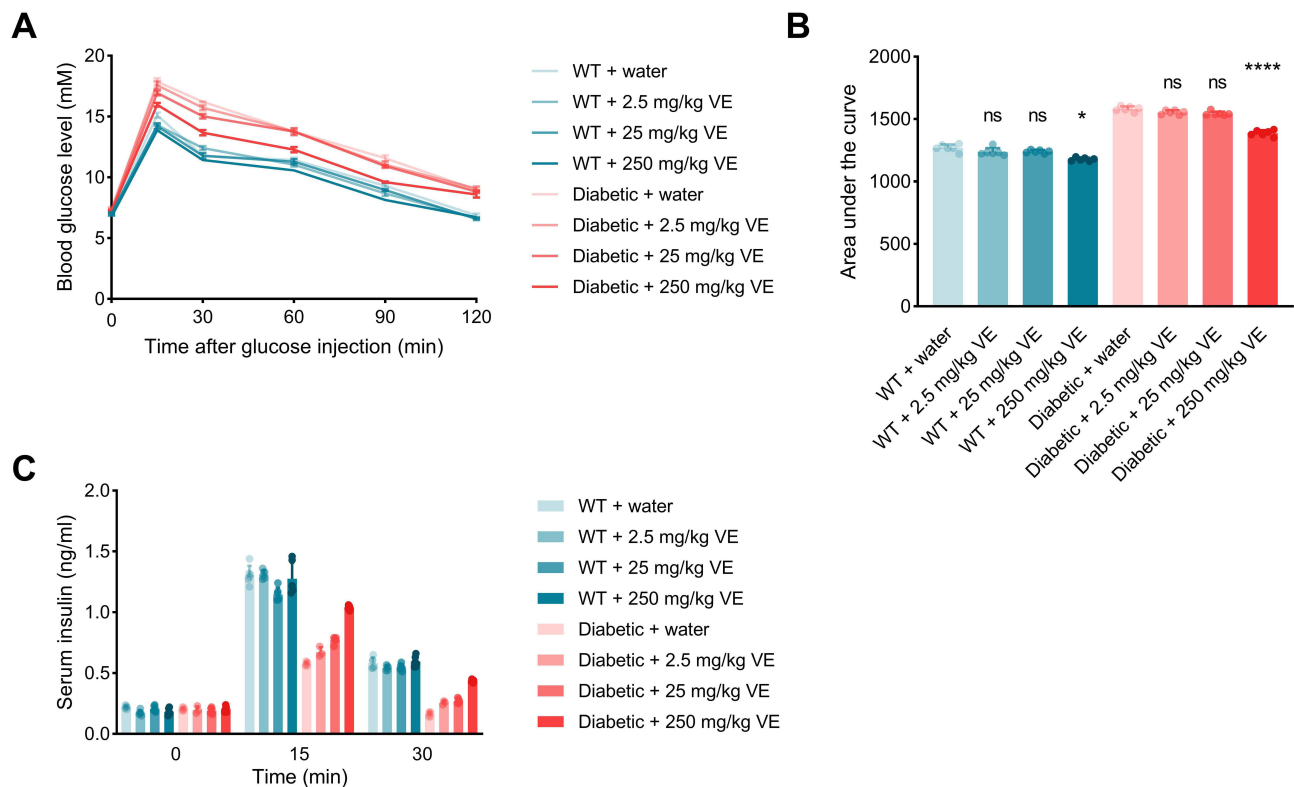 A
Blood glucose level (mM)
20
15
10
5
0
0 30 60 90 120
Time after glucose injection (min)
WT + water
WT + 2.5 mg/kg VE
WT + 25 mg/kg VE
WT + 250 mg/kg VE
Diabetic + water
Diabetic + 2.5 mg/kg VE
Diabetic + 25 mg/kg VE
Diabetic + 250 mg/kg VE
B
Area under the curve
2000
1500
1000
500
0
ns ns * ns ns ****
WT + water
WT + 2.5 mg/kg VE
WT + 25 mg/kg VE
WT + 250 mg/kg VE
Diabetic + water
Diabetic + 2.5 mg/kg VE
Diabetic + 25 mg/kg VE
Diabetic + 250 mg/kg VE
C
Serum insulin (ng/ml)
2.0
1.5
1.0
0.5
0.0
0 15 30
Time (min)
WT + water
WT + 2.5 mg/kg VE
WT + 25 mg/kg VE
WT + 250 mg/kg VE
Diabetic + water
Diabetic + 2.5 mg/kg VE
Diabetic + 25 mg/kg VE
Diabetic + 250 mg/kg VE